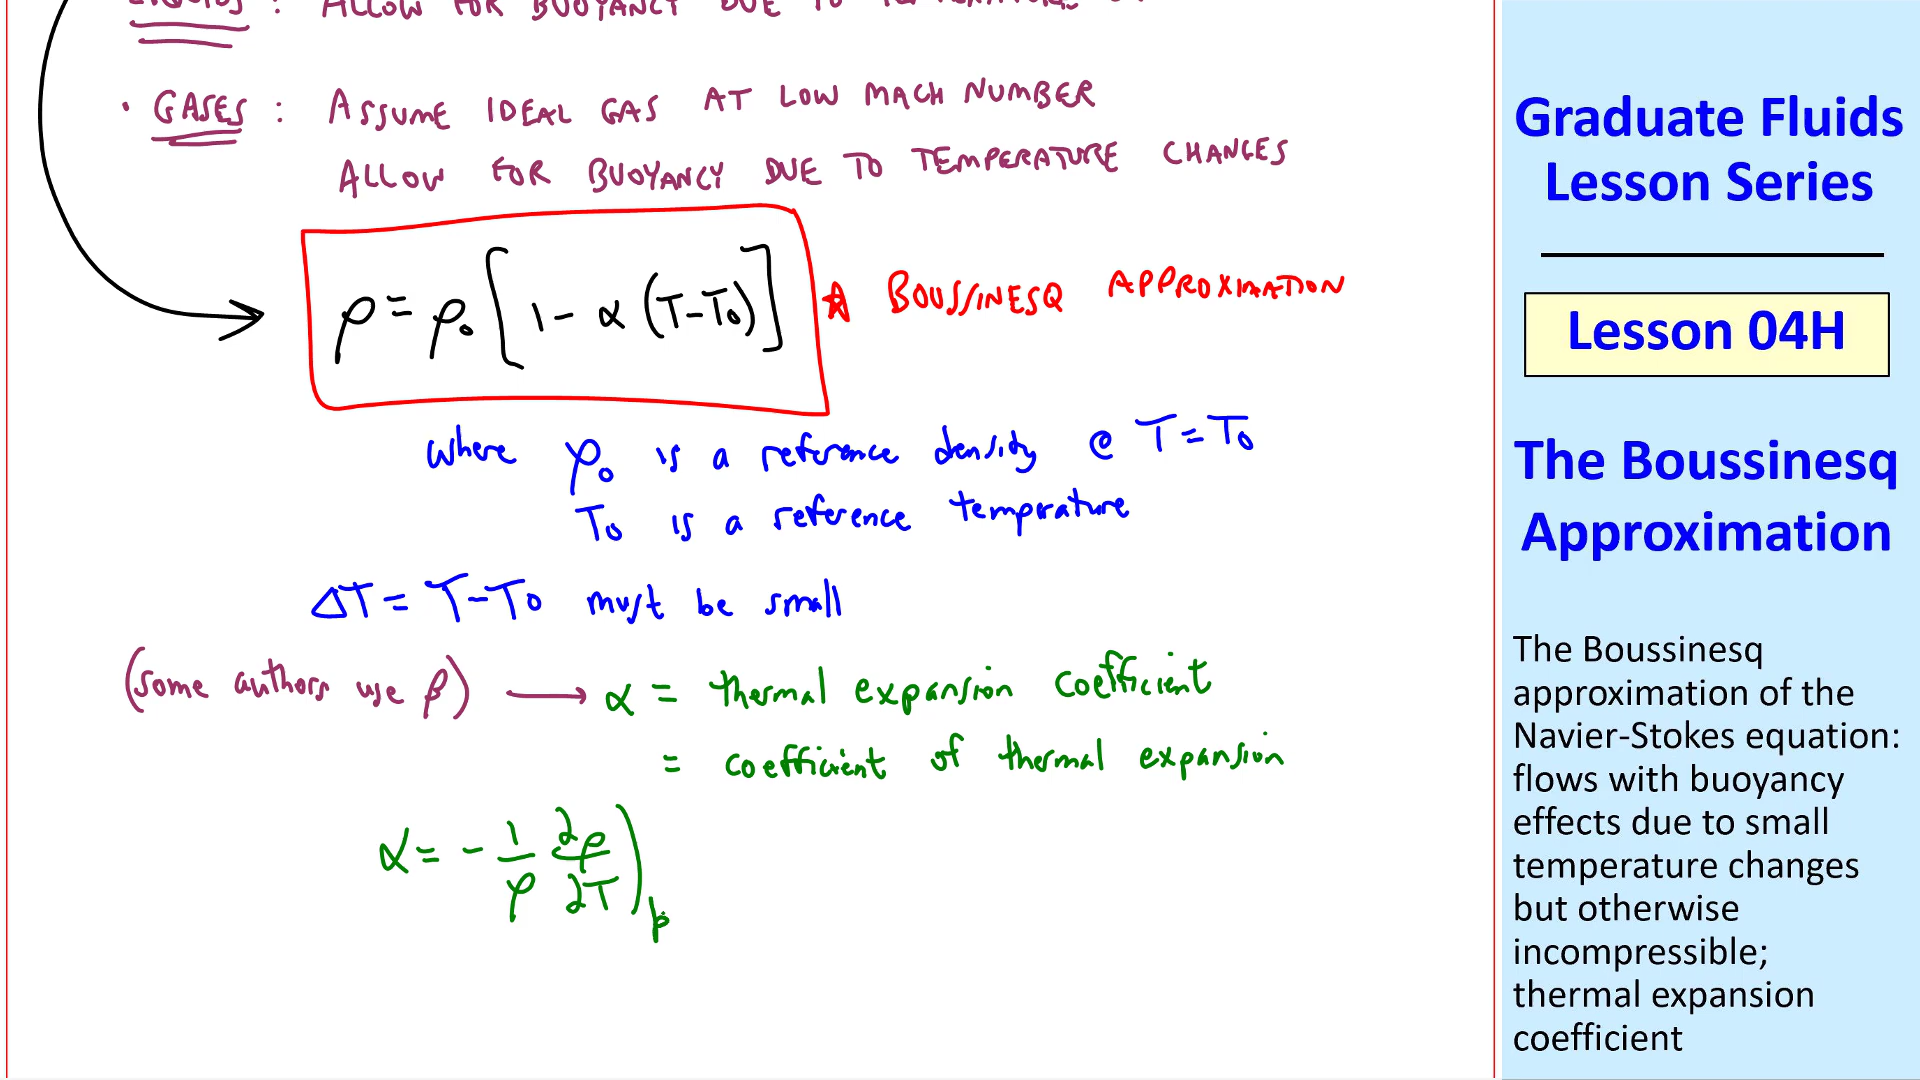 LIQUIDS : ALLOW FOR BUOYANCY DUE TO TEMPERATURE
• GASES : ASSUME IDEAL GAS AT LOW MACH NUMBER
ALLOW FOR BUOYANCY DUE TO TEMPERATURE CHANGES
ρ = ρ₀ [1 - α (T-T₀)] ☆ BOUSSINESQ APPROXIMATION
where ρ₀ is a reference density @ T = T₀
T₀ is a reference temperature
ΔT = T-T₀ must be small
(some authors use β) → α = thermal expansion coefficient
= coefficient of thermal expansion
α = - 1/ρ ∂ρ/∂T )p
Graduate Fluids
Lesson Series
Lesson 04H
The Boussinesq
Approximation
The Boussinesq
approximation of the
Navier-Stokes equation:
flows with buoyancy
effects due to small
temperature changes
but otherwise
incompressible;
thermal expansion
coefficient